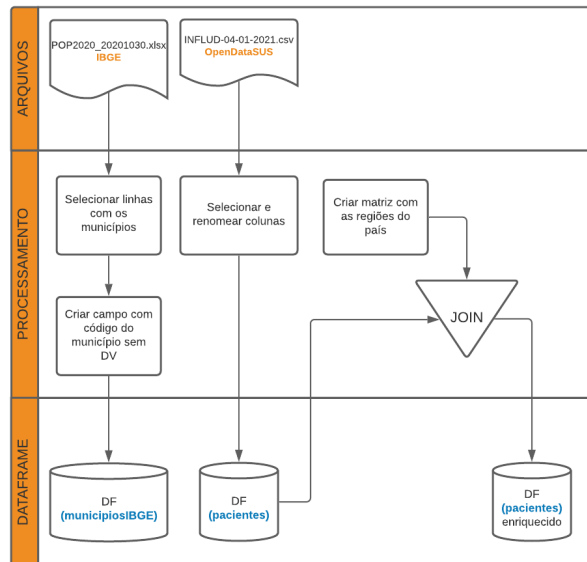 ARQUIVOS
POP2020_20201030.xlsx
IBGE
INFLUD-04-01-2021.csv
OpenDataSUS
PROCESSAMENTO
Selecionar linhas
com os
municípios
Selecionar e
renomear colunas
Criar matriz com
as regiões do
país
Criar campo com
código do
município sem
DV
JOIN
DATAFRAME
DF
(municipiosIBGE)
DF
(pacientes)
DF
(pacientes)
enriquecido